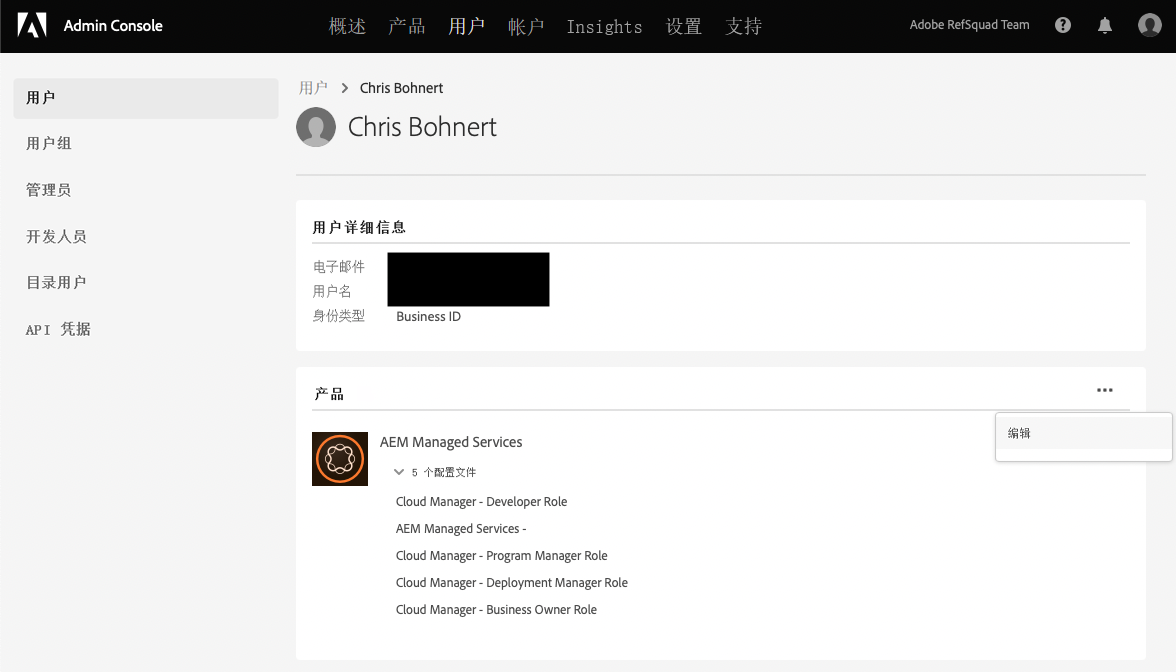 Admin Console 概述 产品 用户 帐户 Insights 设置 支持 Adobe RefSquad Team
用户
用户组
管理员
开发人员
目录用户
API 凭据
用户 > Chris Bohnert
Chris Bohnert
用户详细信息
电子邮件
用户名
身份类型 Business ID
产品
编辑
AEM Managed Services
5 个配置文件
Cloud Manager - Developer Role
AEM Managed Services -
Cloud Manager - Program Manager Role
Cloud Manager - Deployment Manager Role
Cloud Manager - Business Owner Role